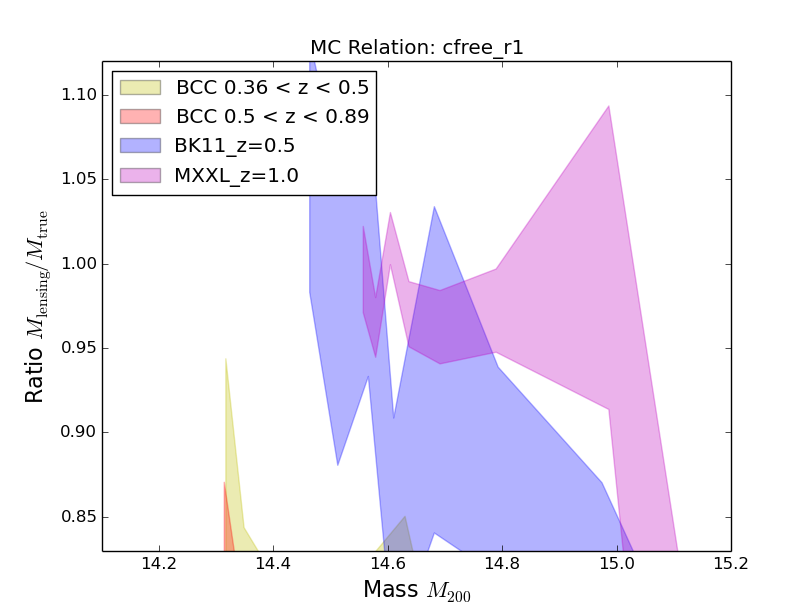 MC Relation: cfree_r1
BCC 0.36 < z < 0.5
BCC 0.5 < z < 0.89
BK11_z=0.5
MXXL_z=1.0
Ratio M_lensing/M_true
1.10
1.05
1.00
0.95
0.90
0.85
14.2 14.4 14.6 14.8 15.0 15.2
Mass M_200